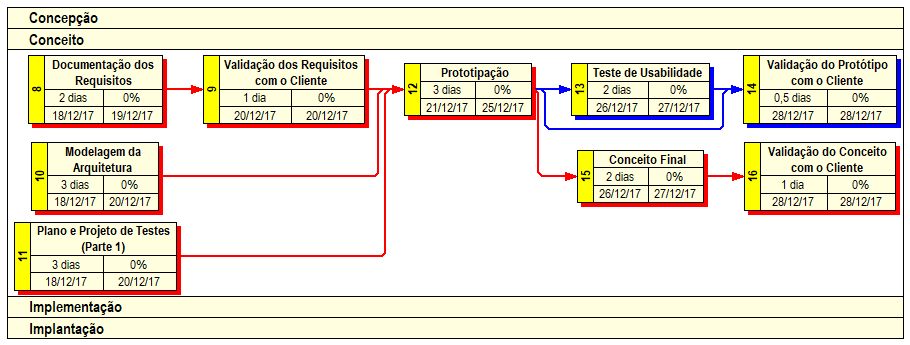 Concepção
Conceito
8
Documentação dos
Requisitos
2 dias 0%
18/12/17 19/12/17
9
Validação dos Requisitos
com o Cliente
1 dia 0%
20/12/17 20/12/17
12
Prototipação
3 dias 0%
21/12/17 25/12/17
13
Teste de Usabilidade
2 dias 0%
26/12/17 27/12/17
14
Validação do Protótipo
com o Cliente
0,5 dias 0%
28/12/17 28/12/17
10
Modelagem da
Arquitetura
3 dias 0%
18/12/17 20/12/17
15
Conceito Final
2 dias 0%
26/12/17 27/12/17
16
Validação do Conceito
com o Cliente
1 dia 0%
28/12/17 28/12/17
11
Plano e Projeto de Testes
(Parte 1)
3 dias 0%
18/12/17 20/12/17
Implementação
Implantação